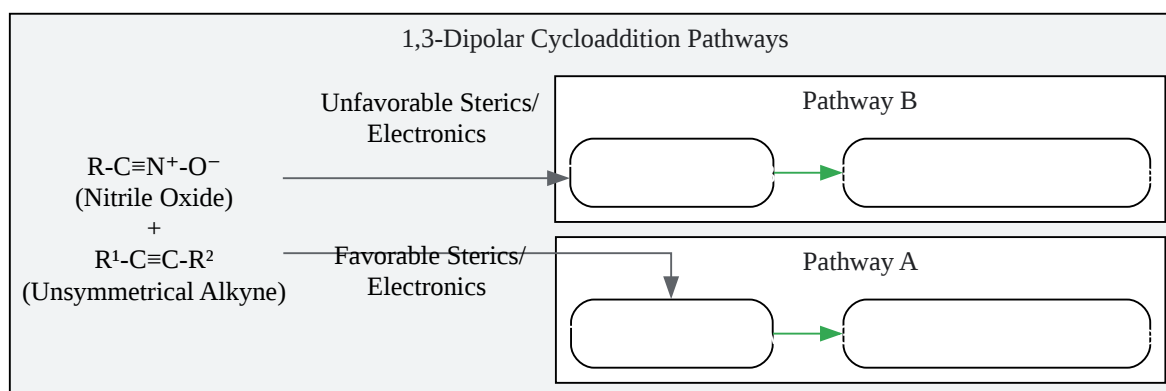 1,3-Dipolar Cycloaddition Pathways
Unfavorable Sterics/
Electronics
Pathway B
R-C≡N⁺-O⁻
(Nitrile Oxide)
+
R¹-C≡C-R²
(Unsymmetrical Alkyne)
Favorable Sterics/
Electronics
Pathway A